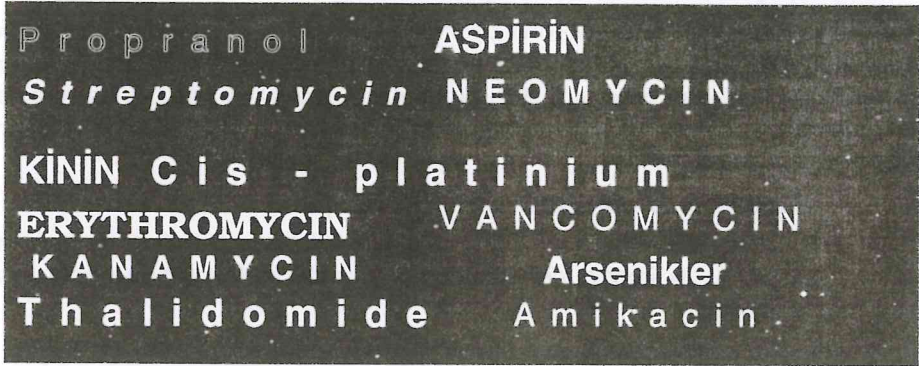 Propranol ASPİRİN
Streptomycin NEOMYCIN
KİNİN Cis - platinium
ERYTHROMYCIN VANCOMYCIN
KANAMYCIN Arsenikler
Thalidomide Amikacin